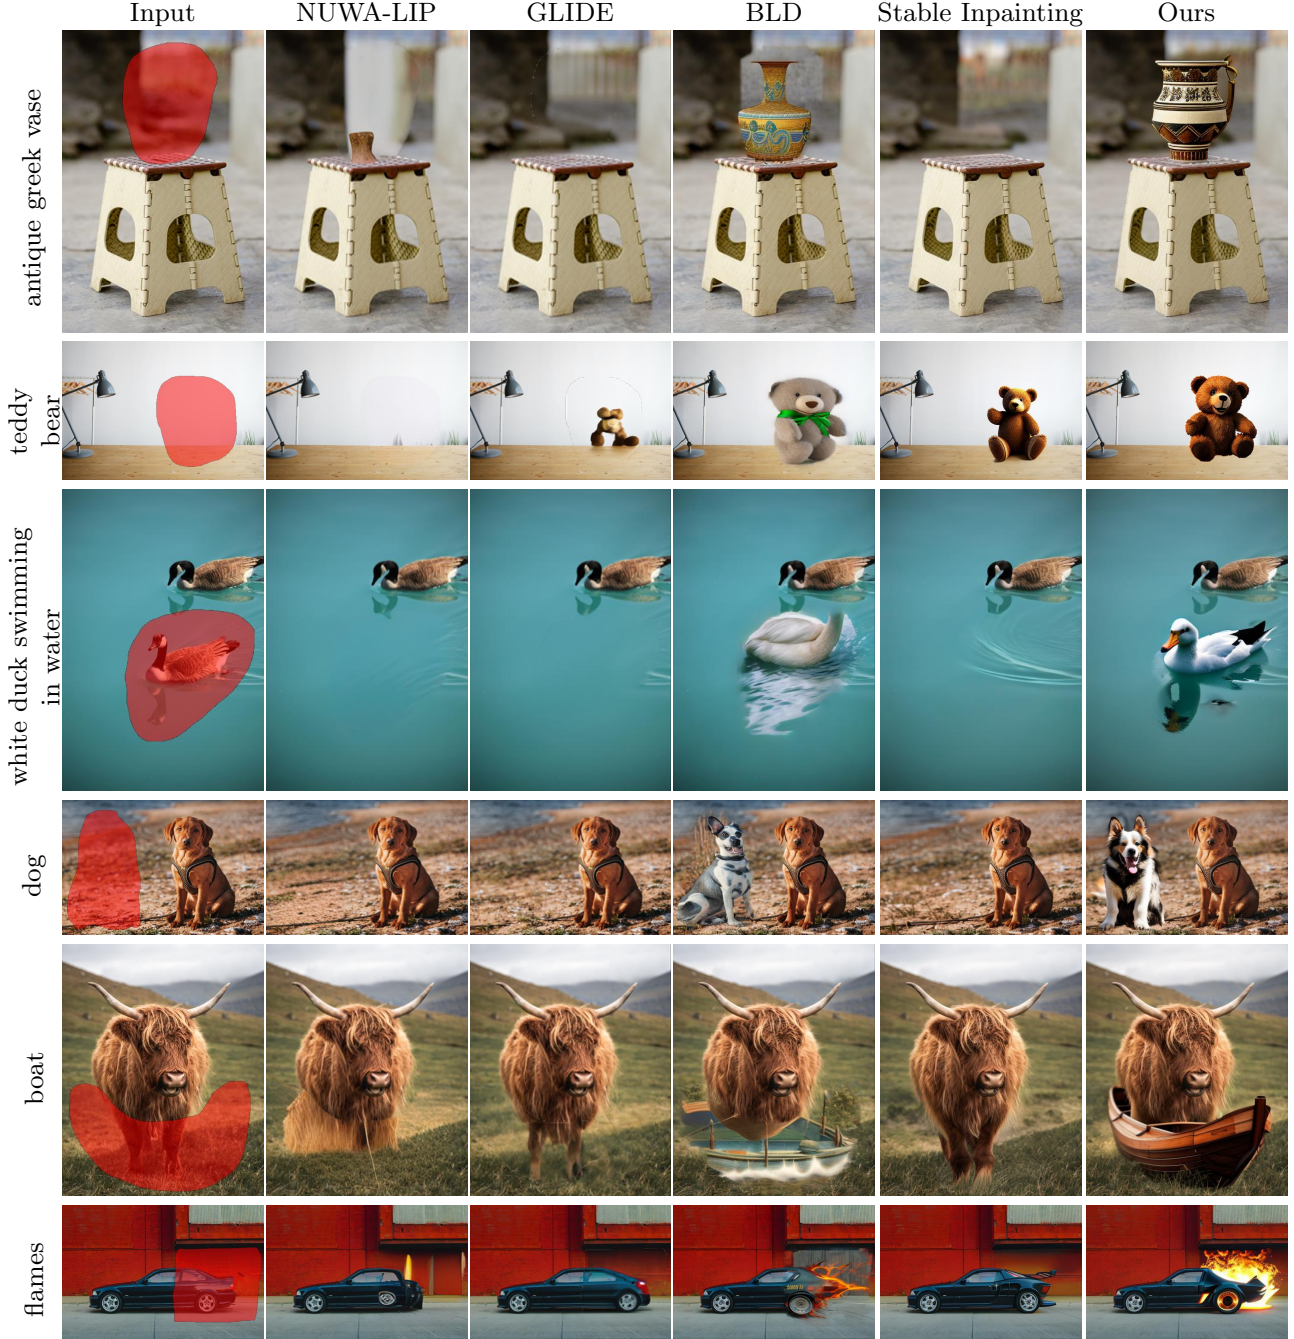 Input NUWA-LIP GLIDE BLD Stable Inpainting Ours
antique greek vase
teddy
bear
white duck swimming
in water
dog
boat
flames